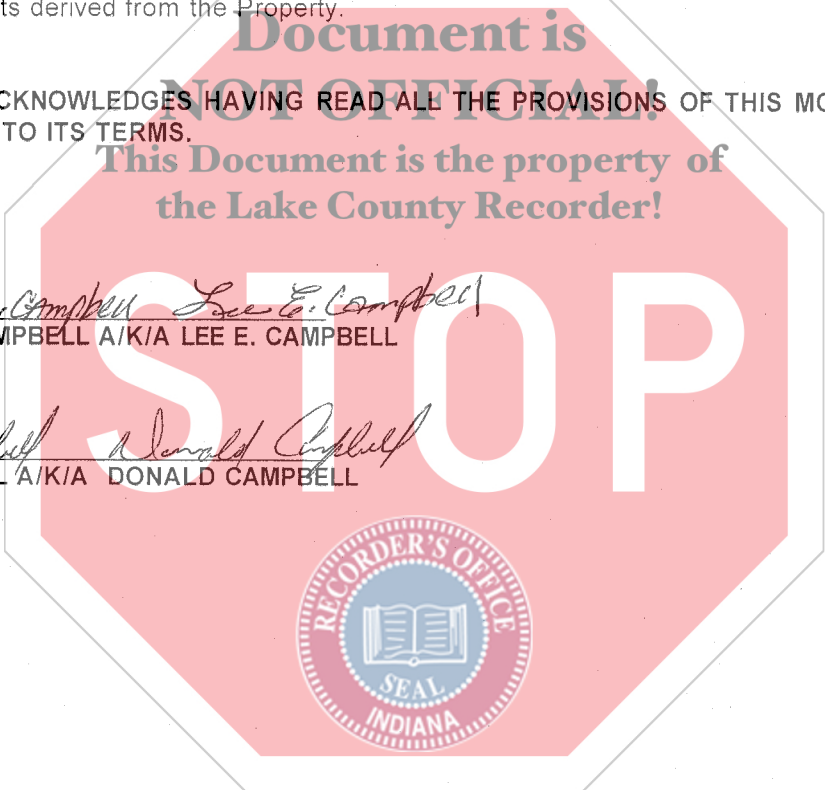 ts derived from the Property.
Document is
NOT OFFICIAL!
CKNOWLEDGES HAVING READ ALL THE PROVISIONS OF THIS MO
TO ITS TERMS.
This Document is the property of
the Lake County Recorder!
Campbell Lee E. Campbell
MPBELL A/K/A LEE E. CAMPBELL
STOP
Donald Campbell
L A/K/A DONALD CAMPBELL
RECORDER'S OFFICE
SEAL
INDIANA